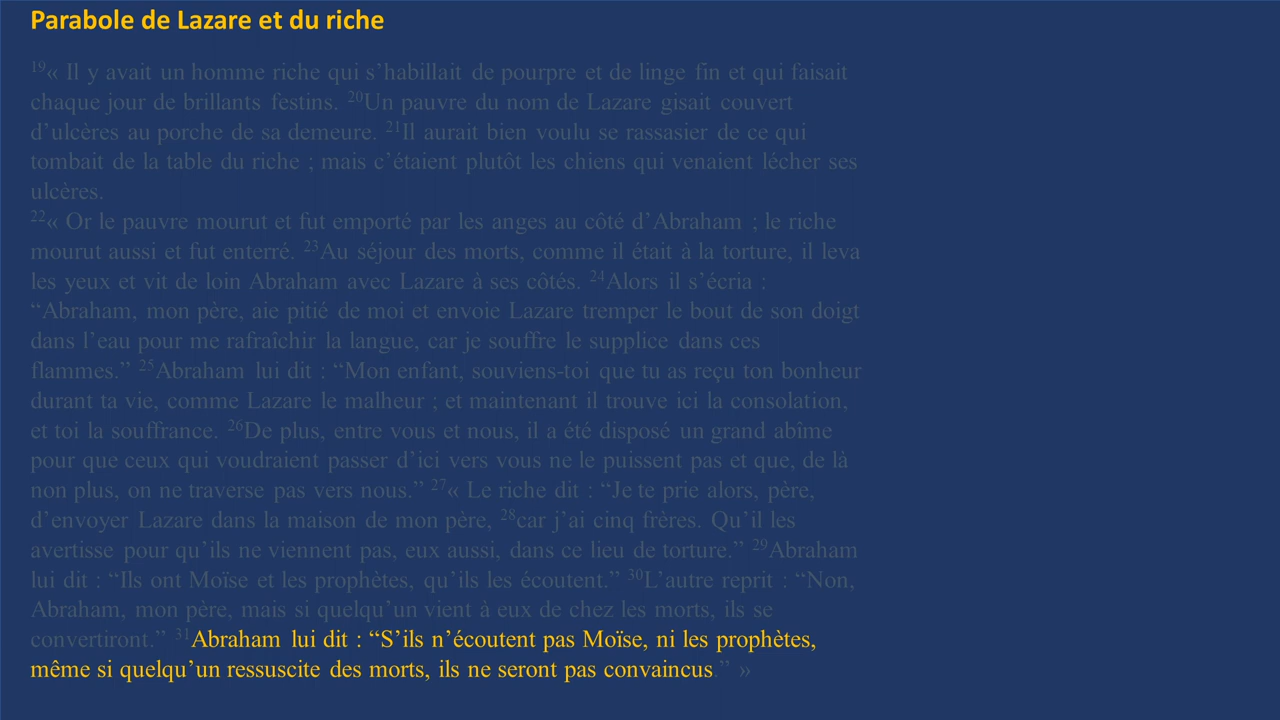 Parabole de Lazare et du riche
19« Il y avait un homme riche qui s’habillait de pourpre et de linge fin et qui faisait
chaque jour de brillants festins. 20Un pauvre du nom de Lazare gisait couvert
d’ulcères au porche de sa demeure. 21Il aurait bien voulu se rassasier de ce qui
tombait de la table du riche ; mais c’étaient plutôt les chiens qui venaient lécher ses
ulcères.
22« Or le pauvre mourut et fut emporté par les anges au côté d’Abraham ; le riche
mourut aussi et fut enterré. 23Au séjour des morts, comme il était à la torture, il leva
les yeux et vit de loin Abraham avec Lazare à ses côtés. 24Alors il s’écria :
“Abraham, mon père, aie pitié de moi et envoie Lazare tremper le bout de son doigt
dans l’eau pour me rafraîchir la langue, car je souffre le supplice dans ces
flammes.” 25Abraham lui dit : “Mon enfant, souviens-toi que tu as reçu ton bonheur
durant ta vie, comme Lazare le malheur ; et maintenant il trouve ici la consolation,
et toi la souffrance. 26De plus, entre vous et nous, il a été disposé un grand abîme
pour que ceux qui voudraient passer d’ici vers vous ne le puissent pas et que, de là
non plus, on ne traverse pas vers nous.” 27« Le riche dit : “Je te prie alors, père,
d’envoyer Lazare dans la maison de mon père, 28car j’ai cinq frères. Qu’il les
avertisse pour qu’ils ne viennent pas, eux aussi, dans ce lieu de torture.” 29Abraham
lui dit : “Ils ont Moïse et les prophètes, qu’ils les écoutent.” 30L’autre reprit : “Non,
Abraham, mon père, mais si quelqu’un vient à eux de chez les morts, ils se
convertiront.” 31Abraham lui dit : “S’ils n’écoutent pas Moïse, ni les prophètes,
même si quelqu’un ressuscite des morts, ils ne seront pas convaincus.” »